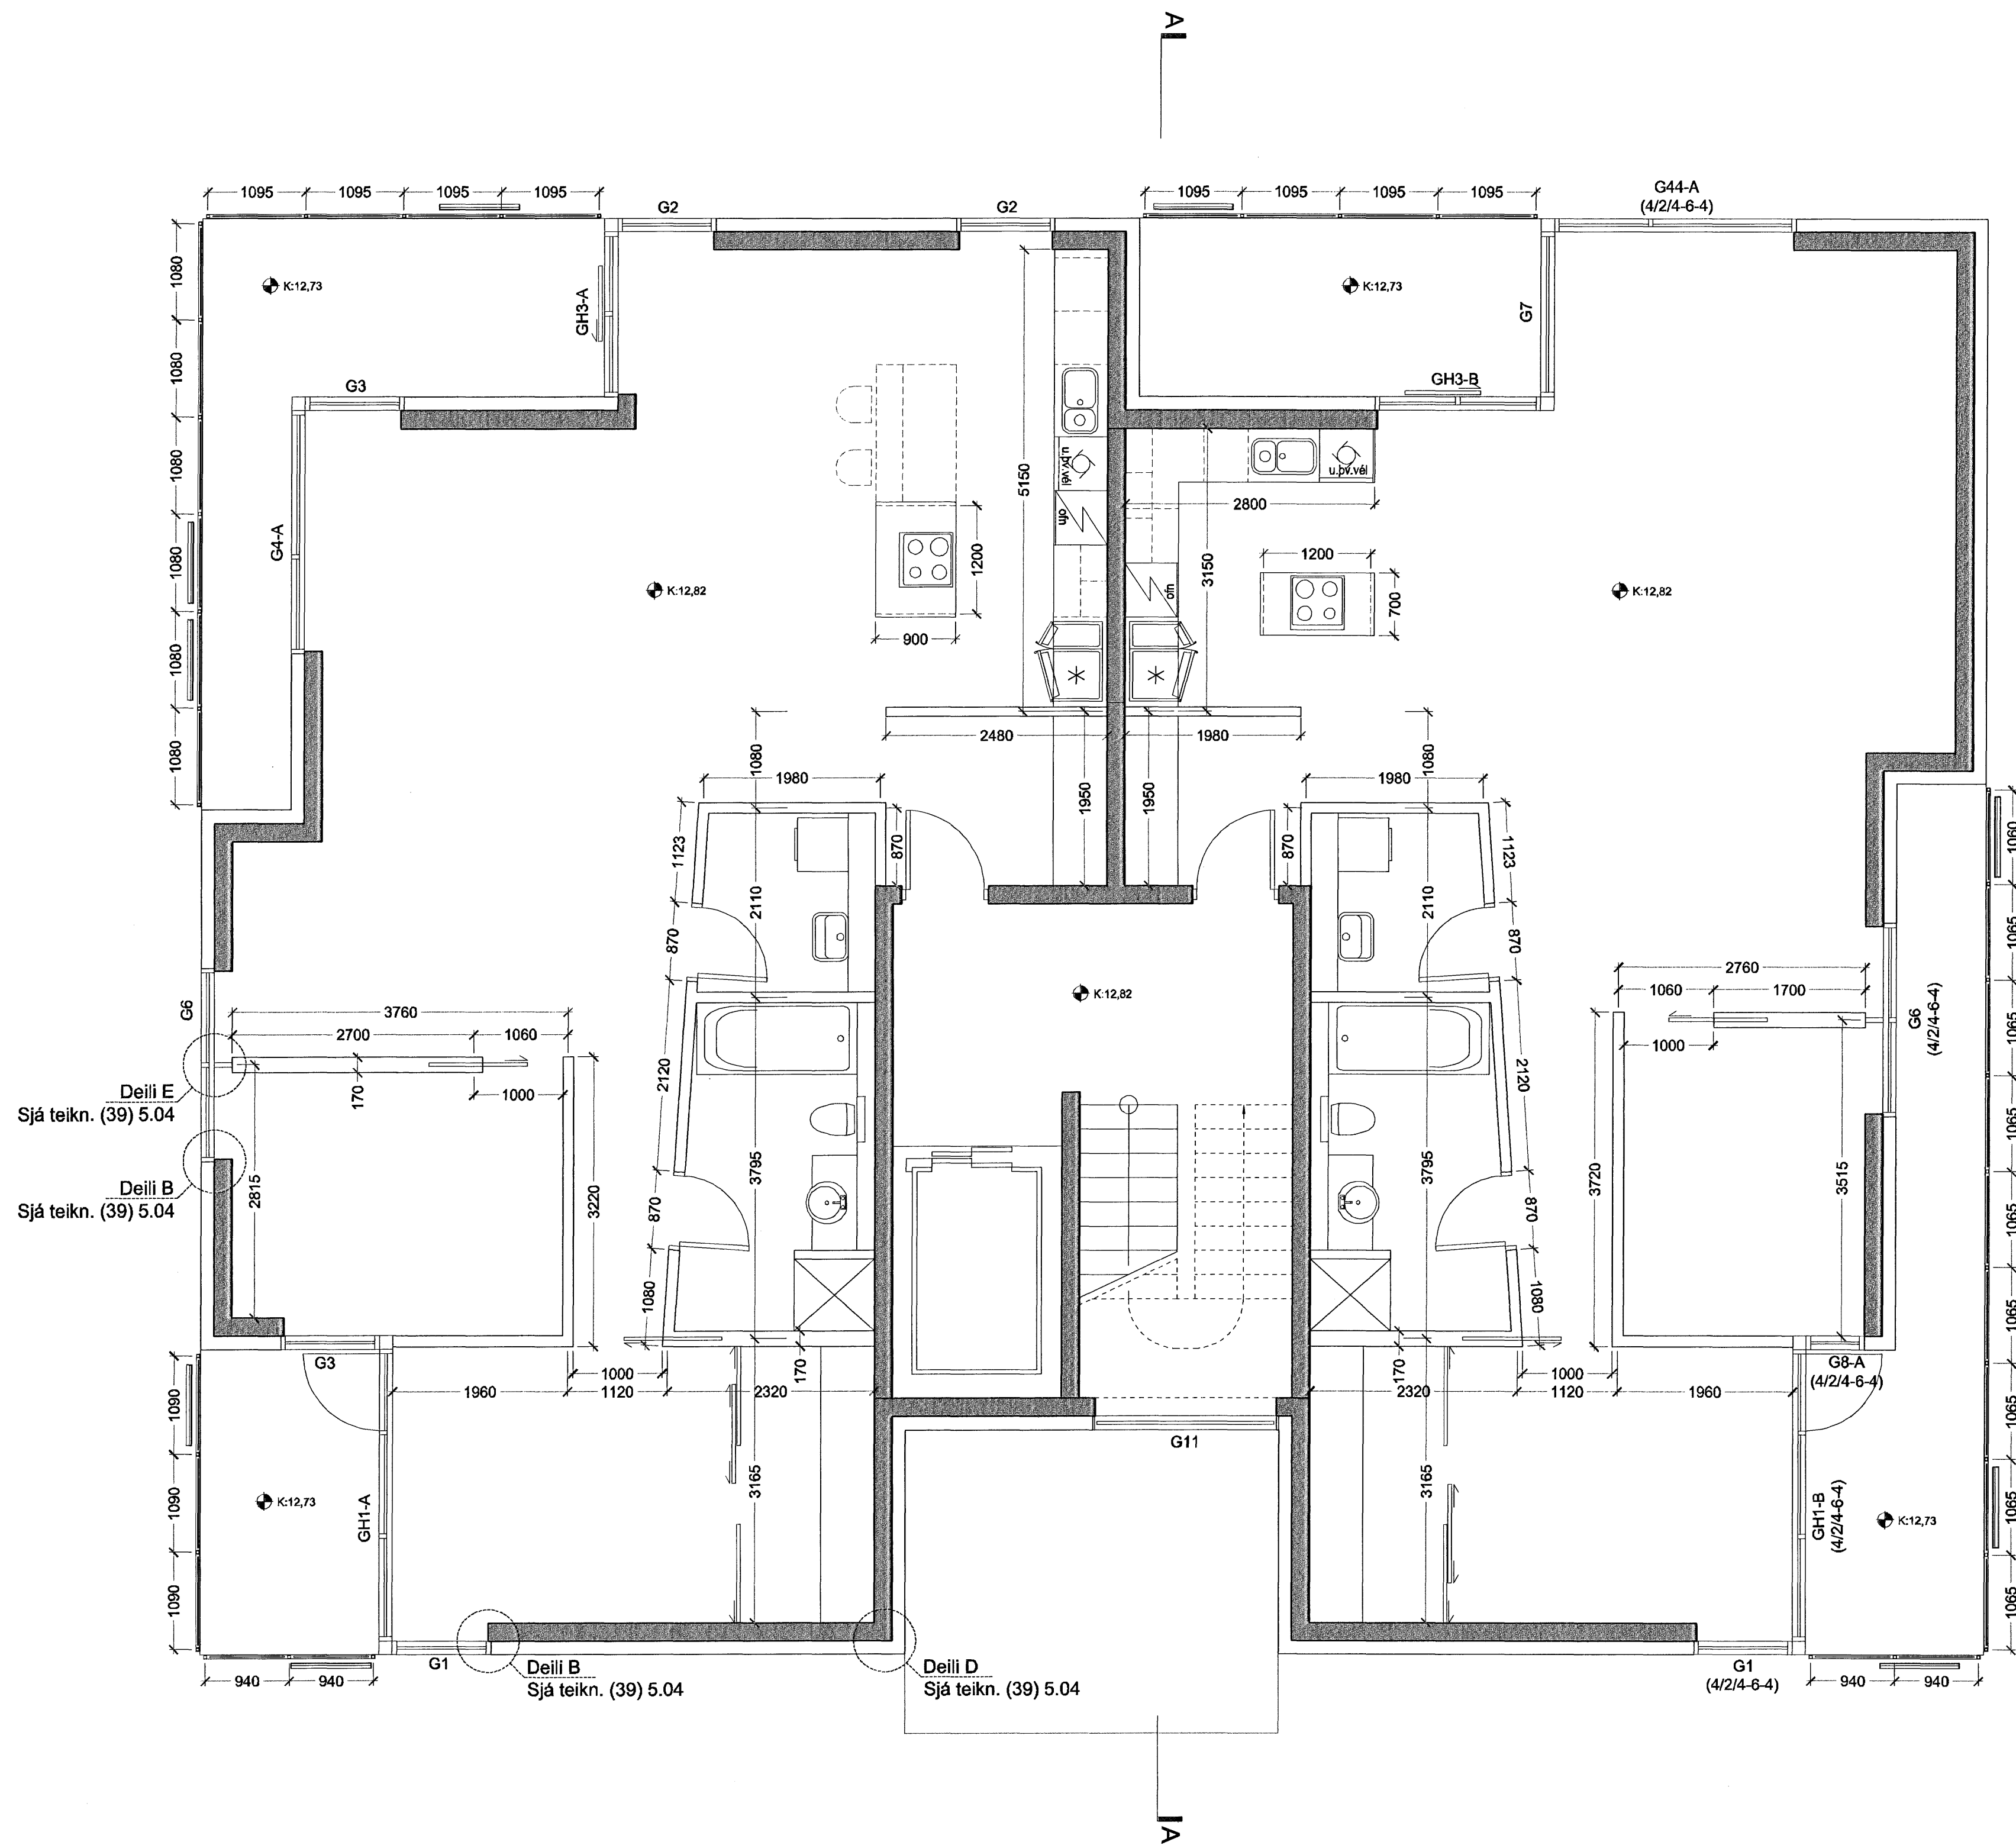 A
1095 1095 1095 1095
1095 1095 1095 1095
G44-A
(4/2/4-6-4)
G2
G2
1080
1080
1080
1080
1080
1080
K:12,73
GH3-A
G3
G4-A
K:12,82
K:12,73
G7
GH3-B
u.þv.vél
u.þv.vél
ofn
ofn
5150
2800
1200
1200
3150
700
900
K:12,82
2480
1980
1080
1080
1980
1980
1950
1950
1123
870
870
1123
2110
2110
870
870
K:12,82
1060
1065
1065
1065
1065
1065
1065
1065
1065
G6
3760
2700 1060
170
1000
2760
1060 1700
1000
G6
(4/2/4-6-4)
Deili E
Sjá teikn. (39) 5.04
Deili B
Sjá teikn. (39) 5.04
2815
3220
2120
2120
3795
3795
870
870
3720
3515
1080
1080
170
170
G3
1000
1000
G8-A
(4/2/4-6-4)
1960 1120 2320
2320 1120 1960
1090
1090
1090
K:12,73
GH1-A
G11
3165
3165
GH1-B
(4/2/4-6-4)
K:12,73
940 940
G1
Deili B
Sjá teikn. (39) 5.04
Deili D
Sjá teikn. (39) 5.04
G1
(4/2/4-6-4)
940 940
A